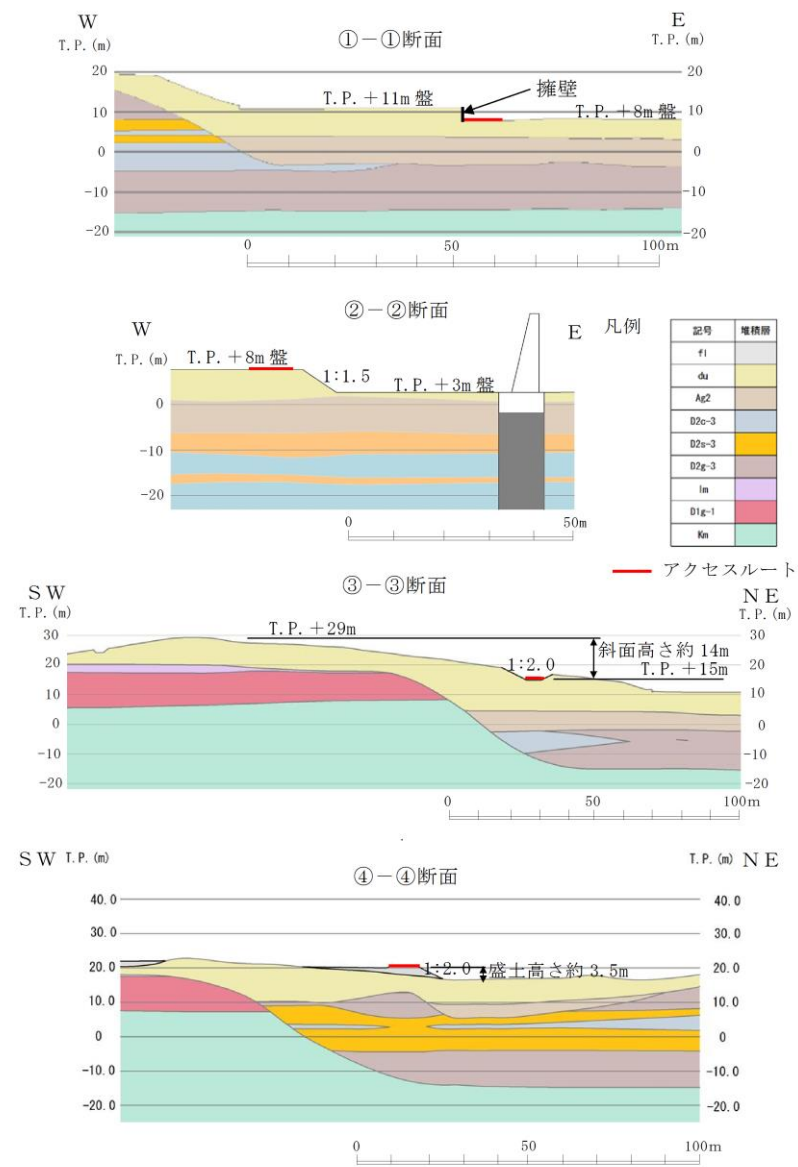 ①－①断面
W
E
T.P.(m)
T.P.(m)
T.P.＋11m 盤
擁壁
T.P.＋8m 盤
20
20
10
10
0
0
-10
-10
-20
-20
0
50
100m
②－②断面
W
E
T.P.(m)
T.P.＋8m 盤
1:1.5
T.P.＋3m 盤
0
-10
-20
0
50m
凡例
記号 堆積層
fl
du
Ag2
D2c-3
D2s-3
D2g-3
lm
D1g-1
Km
アクセスルート
③－③断面
SW
NE
T.P.(m)
T.P.(m)
T.P.＋29m
斜面高さ約 14m
1:2.0
T.P.＋15m
30
30
20
20
10
10
0
0
-10
-10
-20
-20
0
50
100m
④－④断面
SW T.P.(m)
T.P.(m) NE
40.0
40.0
30.0
30.0
20.0
1:2.0
盛土高さ約 3.5m
20.0
10.0
10.0
0
0
-10.0
-10.0
-20.0
-20.0
0
50
100m